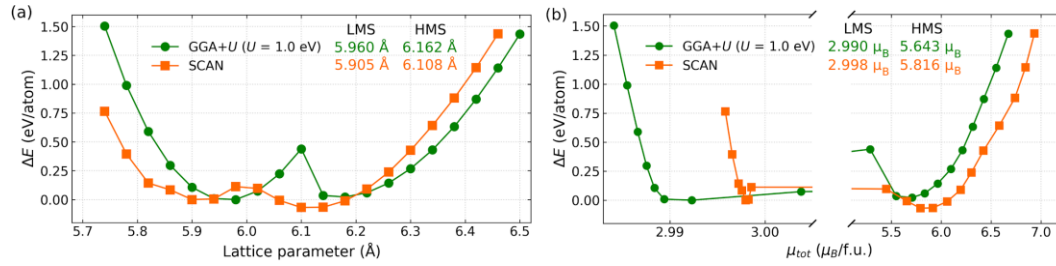 (a)
LMS HMS
GGA+U (U = 1.0 eV) 5.960 Å 6.162 Å
SCAN 5.905 Å 6.108 Å
ΔE (eV/atom)
1.50
1.25
1.00
0.75
0.50
0.25
0.00
5.7 5.8 5.9 6.0 6.1 6.2 6.3 6.4 6.5
Lattice parameter (Å)
(b)
LMS HMS
GGA+U (U = 1.0 eV) 2.990 μB 5.643 μB
SCAN 2.998 μB 5.816 μB
ΔE (eV/atom)
1.50
1.25
1.00
0.75
0.50
0.25
0.00
2.99 3.00 5.5 6.0 6.5 7.0
μtot (μB/f.u.)